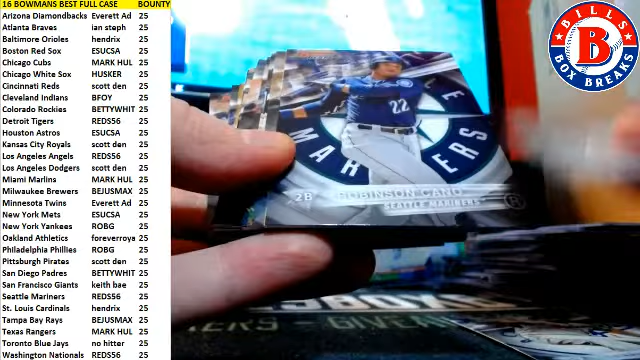 16 BOWMANS BEST FULL CASE BOUNTY
Arizona Diamondbacks Everett Ad 25
Atlanta Braves ian steph 25
Baltimore Orioles hendrix 25
Boston Red Sox ESUCSA 25
Chicago Cubs MARK HUL 25
Chicago White Sox HUSKER 25
Cincinnati Reds scott den 25
Cleveland Indians BFOY 25
Colorado Rockies BETTYWHIT 25
Detroit Tigers REDS56 25
Houston Astros ESUCSA 25
Kansas City Royals scott den 25
Los Angeles Angels REDS56 25
Los Angeles Dodgers scott den 25
Miami Marlins MARK HUL 25
Milwaukee Brewers BEJUSMAX 25
Minnesota Twins Everett Ad 25
New York Mets ESUCSA 25
New York Yankees ROBG 25
Oakland Athletics foreverroya 25
Philadelphia Phillies ROBG 25
Pittsburgh Pirates scott den 25
San Diego Padres BETTYWHIT 25
San Francisco Giants keith bae 25
Seattle Mariners REDS56 25
St. Louis Cardinals hendrix 25
Tampa Bay Rays BEJUSMAX 25
Texas Rangers MARK HUL 25
Toronto Blue Jays no hitter 25
Washington Nationals REDS56 25
BILLS
B
BOX BREAKS
22
MAR
ERS
2B
ROBINSON CANO
SEATTLE MARINERS